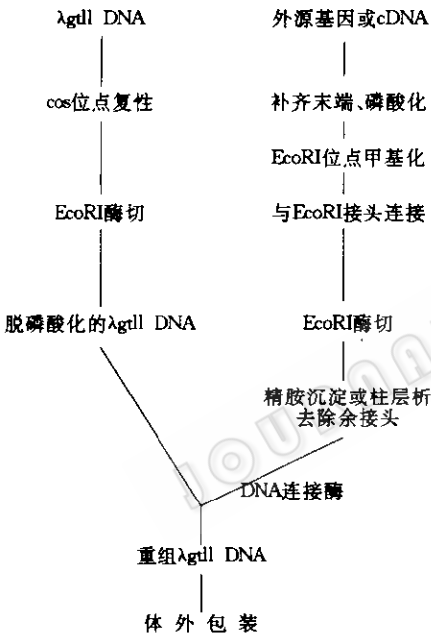 λgtll DNA
cos位点复性
EcoRI酶切
脱磷酸化的λgtll DNA
外源基因或cDNA
补齐末端、磷酸化
EcoRI位点甲基化
与EcoRI接头连接
EcoRI酶切
精胺沉淀或柱层析
去除余接头
DNA连接酶
重组λgtll DNA
体外包装
JOURNA